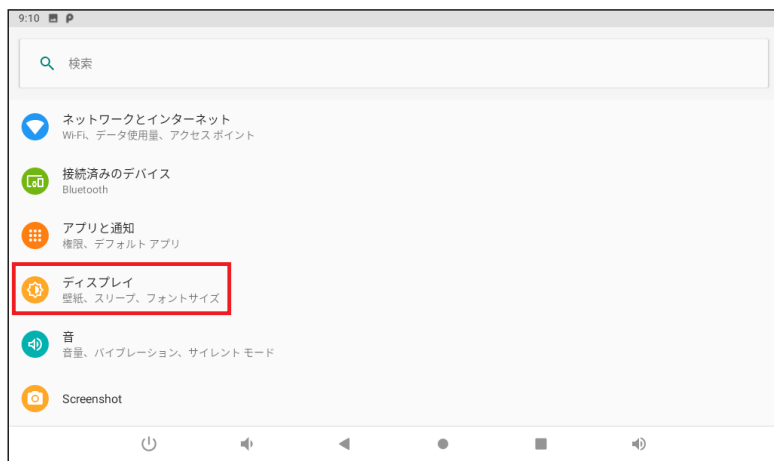 9:10
検索
ネットワークとインターネット
Wi-Fi、データ使用量、アクセス ポイント
接続済みのデバイス
Bluetooth
アプリと通知
権限、デフォルト アプリ
ディスプレイ
壁紙、スリープ、フォントサイズ
音
音量、バイブレーション、サイレント モード
Screenshot